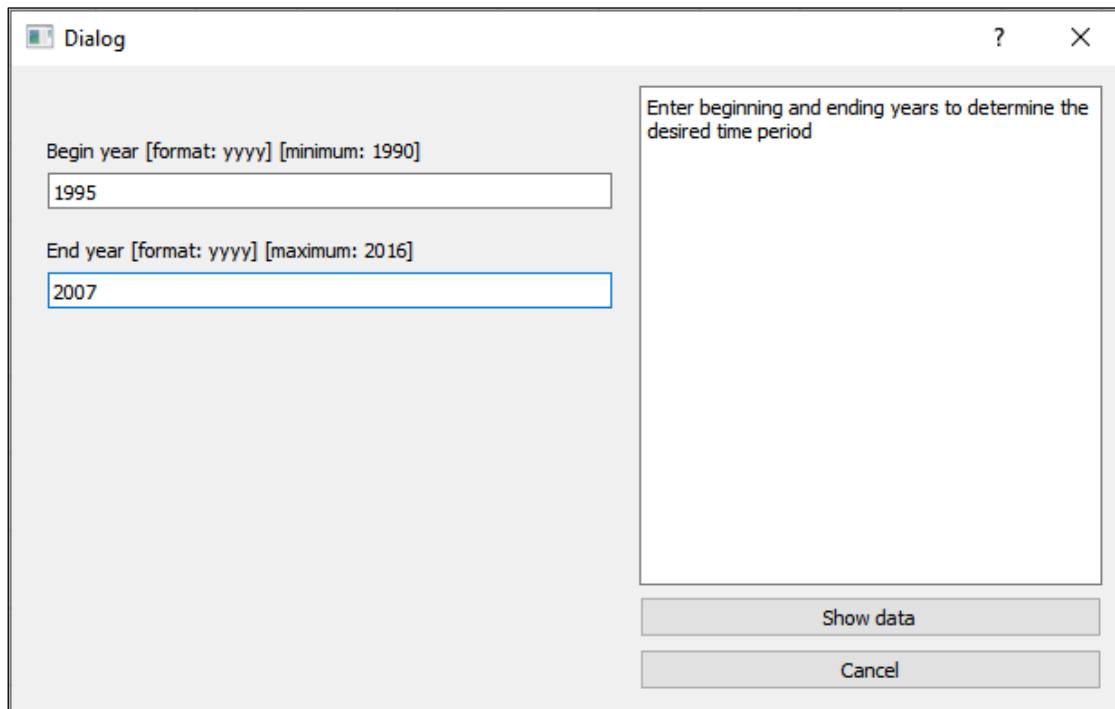 Dialog
?
Begin year [format: yyyy] [minimum: 1990]
1995
End year [format: yyyy] [maximum: 2016]
2007
Enter beginning and ending years to determine the
desired time period
Show data
Cancel